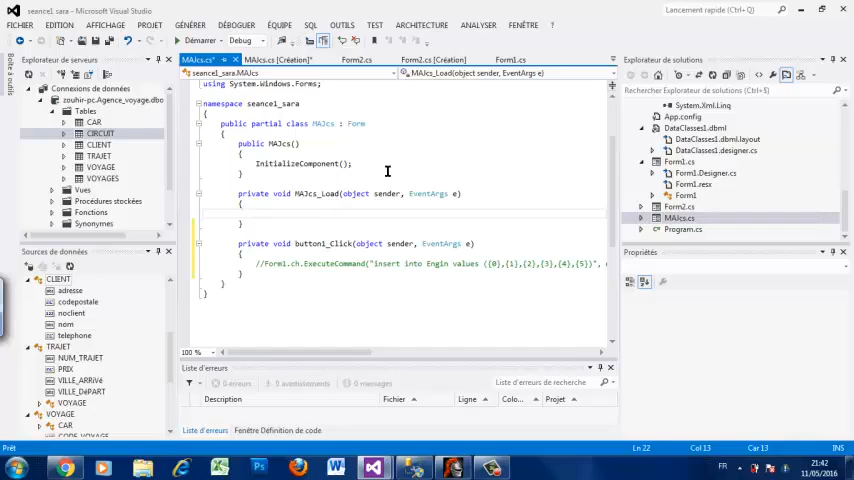 seance1 sara - Microsoft Visual Studio
Lancement rapide (Ctrl+Q)
FICHIER EDITION AFFICHAGE PROJET GÉNÉRER DÉBOGUER ÉQUIPE SQL OUTILS TEST ARCHITECTURE ANALYSER FENÊTRE ?
Démarrer Debug
Boîte à outils
Explorateur de serveurs
Connexions de données
zouhir-pc.Agence_voyage.dbo
Tables
CAR
CIRCUIT
CLIENT
TRAJET
VOYAGE
VOYAGES
Vues
Procédures stockées
Fonctions
Synonymes
Sources de données
CLIENT
adresse
codepostale
noclient
nom
telephone
TRAJET
NUM_TRAJET
PRIX
VILLE_ARRiVé
VILLE_DéPART
VOYAGE
VOYAGE
CAR
MAJcs.cs*
MAJcs.cs [Création]*
Form2.cs
Form2.cs [Création]
Form1.cs
seance1_sara.MAJcs
MAJcs_Load(object sender, EventArgs e)
using System.Windows.Forms;
namespace seance1_sara
{
public partial class MAJcs : Form
{
public MAJcs()
{
InitializeComponent();
}
private void MAJcs_Load(object sender, EventArgs e)
{
}
private void button1_Click(object sender, EventArgs e)
{
//Form1.ch.ExecuteCommand("insert into Engin values ({0},{1},{2},{3},{4},{5})",
}
}
}
100 %
Liste d'erreurs
0 erreurs 0 avertissements 0 messages
Entrées de recherche
Description Fichier Ligne Colo... Projet
Liste d'erreurs Fenêtre Définition de code
Explorateur de solutions
Rechercher Explorateur de solutions
System.Xml.Linq
App.config
DataClasses1.dbml
DataClasses1.dbml.layout
DataClasses1.designer.cs
Form1.cs
Form1.Designer.cs
Form1.resx
Form1
Form2.cs
MAJcs.cs
Program.cs
Propriétés
Prêt
Ln 22 Col 13 Car 13 INS
FR
21:42
11/05/2016